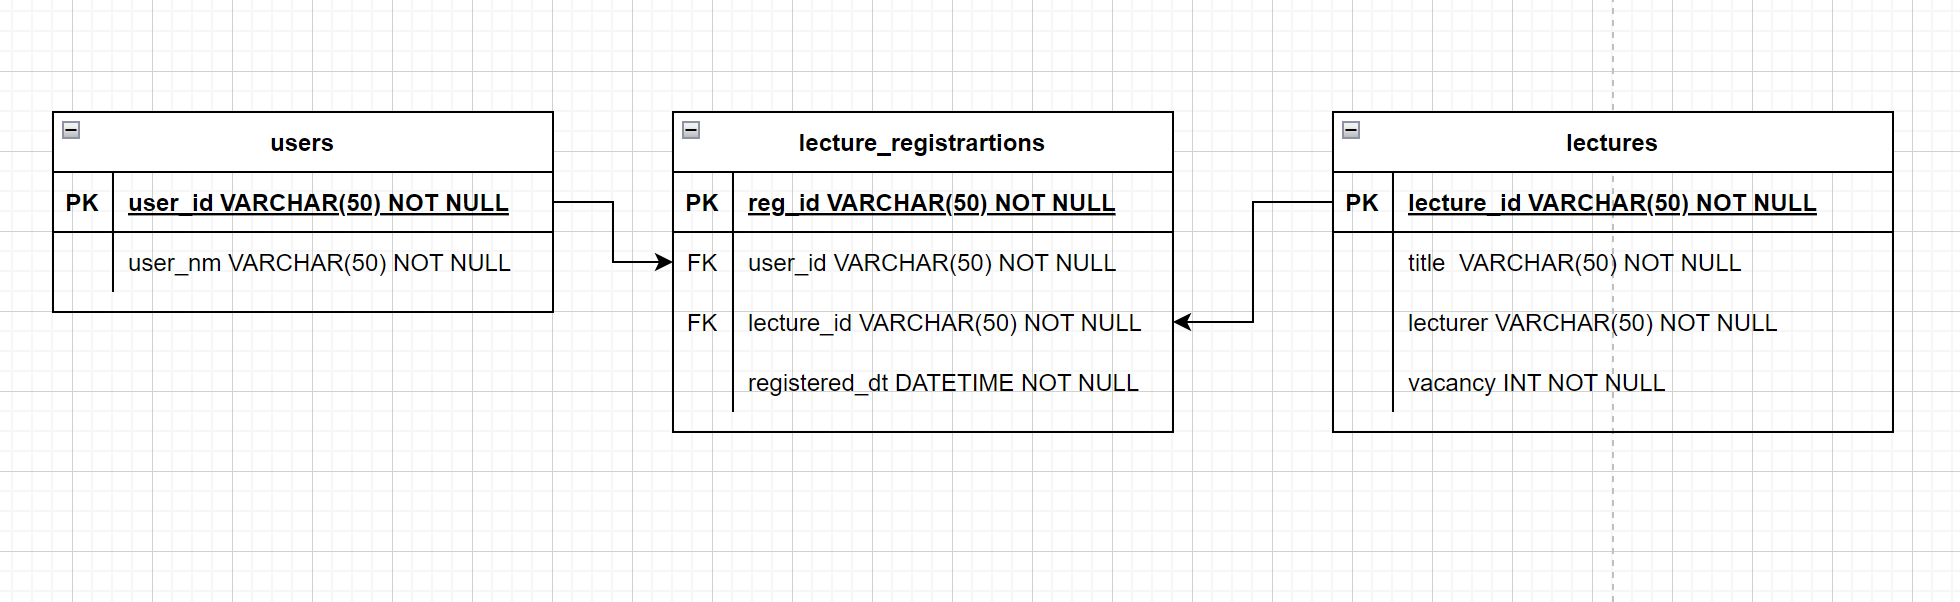 users
PK user_id VARCHAR(50) NOT NULL
user_nm VARCHAR(50) NOT NULL
lecture_registrartions
PK reg_id VARCHAR(50) NOT NULL
FK user_id VARCHAR(50) NOT NULL
FK lecture_id VARCHAR(50) NOT NULL
registered_dt DATETIME NOT NULL
lectures
PK lecture_id VARCHAR(50) NOT NULL
title VARCHAR(50) NOT NULL
lecturer VARCHAR(50) NOT NULL
vacancy INT NOT NULL